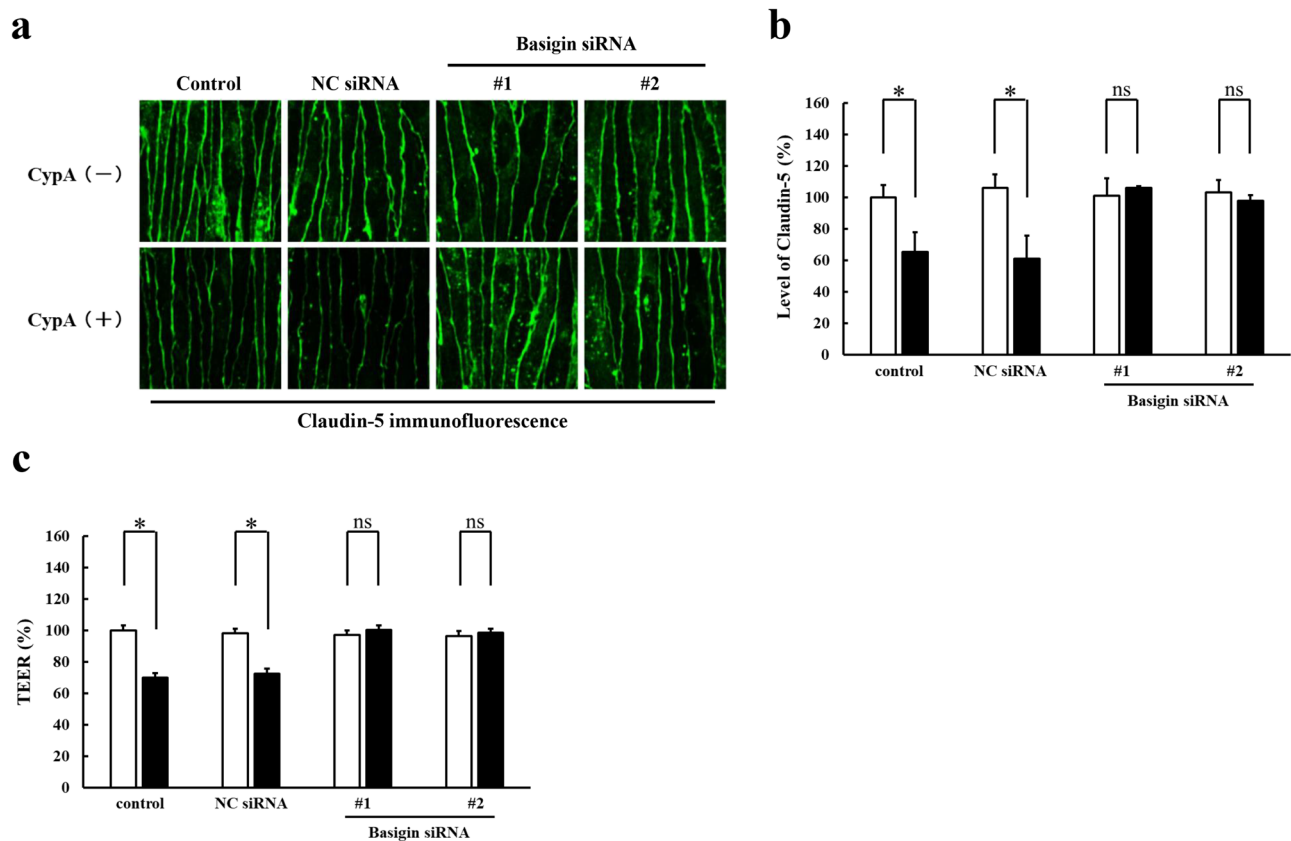 a
Basigin siRNA
Control NC siRNA #1 #2
CypA（－）
CypA（＋）
Claudin-5 immunofluorescence
b
Level of Claudin-5 (%)
160
140
120
100
80
60
40
20
0
* * ns ns
control NC siRNA #1 #2
Basigin siRNA
c
TEER (%)
160
140
120
100
80
60
40
20
0
* * ns ns
control NC siRNA #1 #2
Basigin siRNA